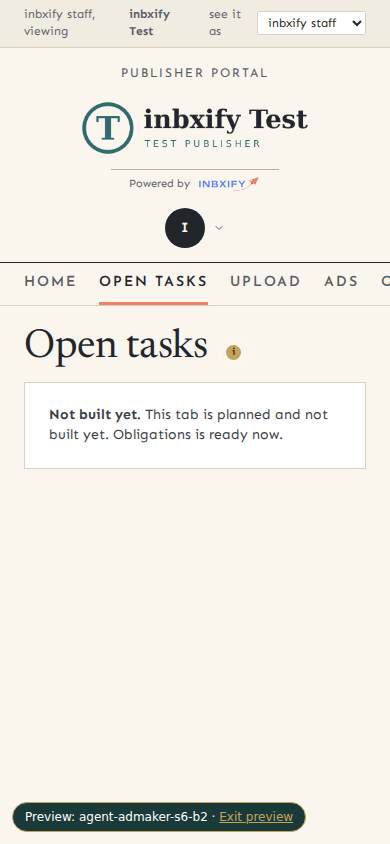 inbxify staff, viewing
inbxify Test
see it as
inbxify staff
PUBLISHER PORTAL
T
inbxify Test
TEST PUBLISHER
Powered by INBXIFY
I
HOME OPEN TASKS UPLOAD ADS
Open tasks i
Not built yet. This tab is planned and not
built yet. Obligations is ready now.
Preview: agent-admaker-s6-b2 · Exit preview